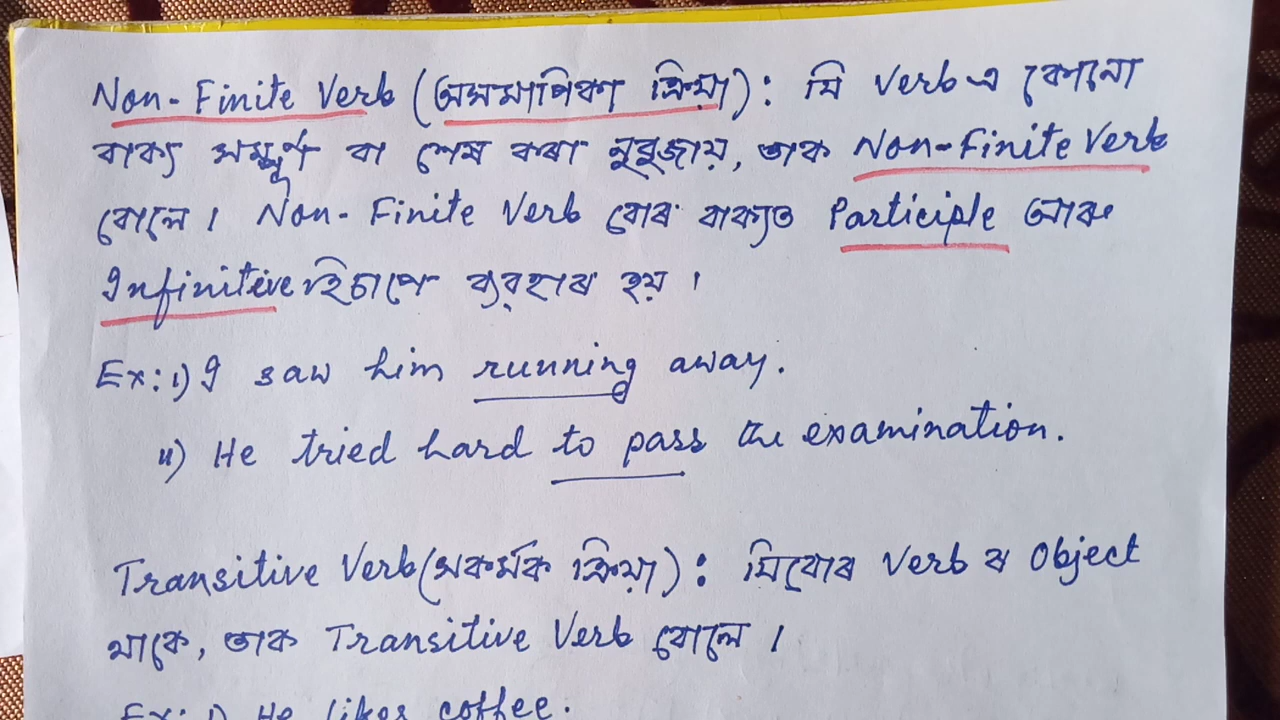 Non-Finite Verb (অসমাপিকা ক্ৰিয়া) : যি Verb এ কোনো
বাক্য সম্পূৰ্ণ বা শেষ কৰা নুবুজায়, তাক Non-Finite Verb
বোলে। Non-Finite Verb বোৰ বাক্যত Participle আৰু
Infinitive হিচাপে ব্যৱহাৰ হয়।
Ex: i) I saw him running away.
ii) He tried hard to pass the examination.
Transitive Verb (সকৰ্মক ক্ৰিয়া) : যিবোৰ Verb ৰ Object
থাকে, তাক Transitive Verb বোলে।
Ex: i) He likes coffee.